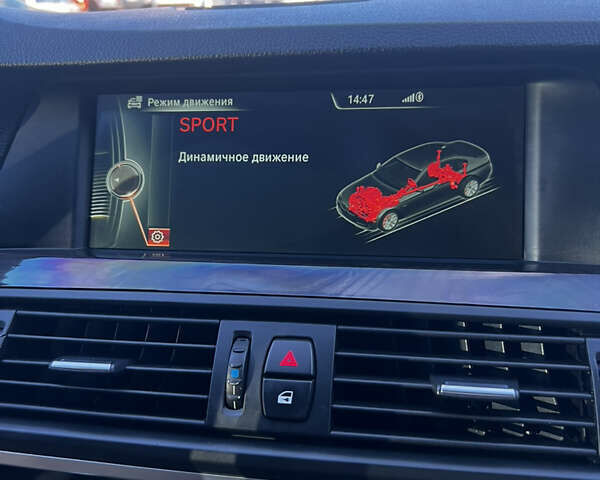 Режим движения
14:47
SPORT
Динамичное движение